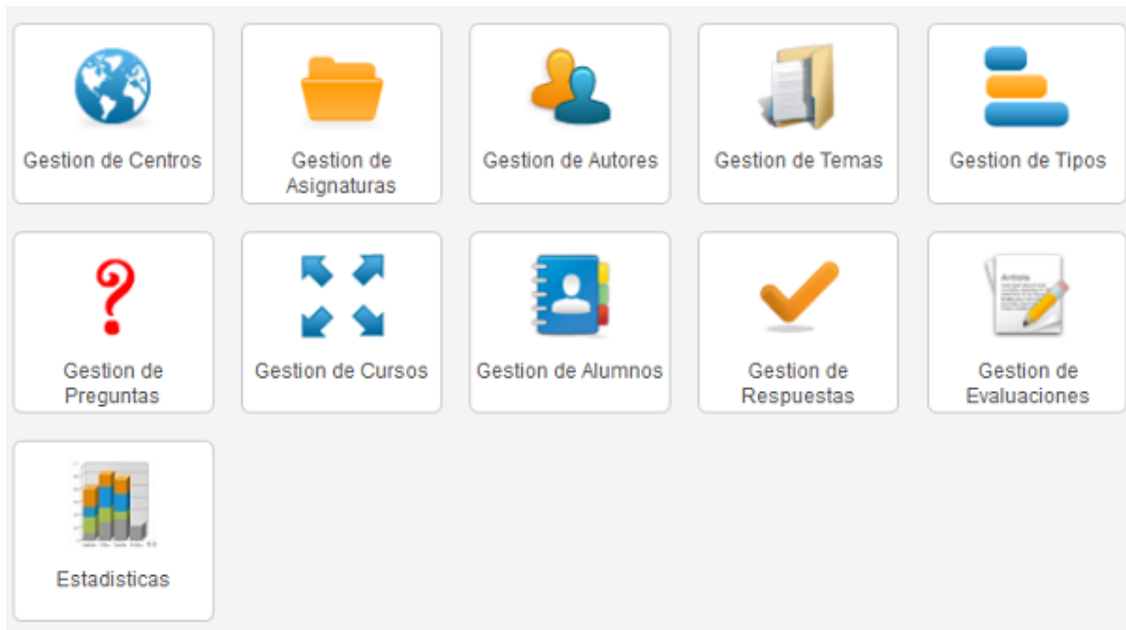 Gestion de Centros
Gestion de
Asignaturas
Gestion de Autores
Gestion de Temas
Gestion de Tipos
Gestion de
Preguntas
Gestion de Cursos
Gestion de Alumnos
Gestion de
Respuestas
Artista
Gestion de
Evaluaciones
Estadisticas